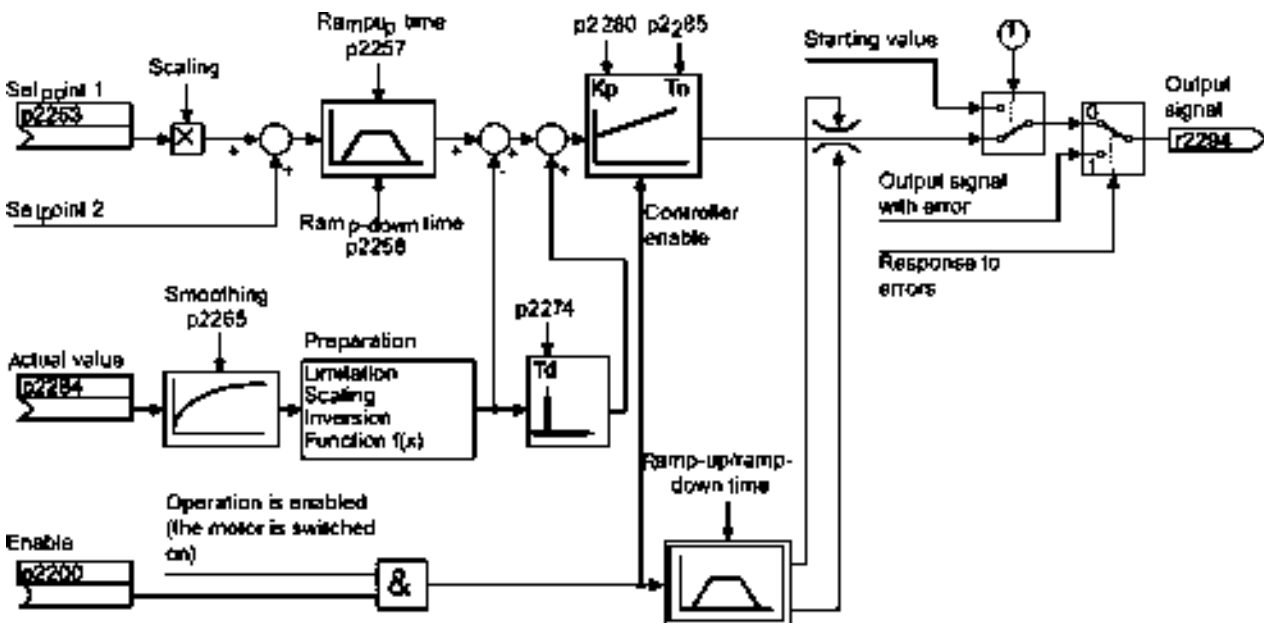 Ramp-up time
p2257
p2280 p2285
Starting value
1
Scaling
Setpoint 1
p2253
Kp Tn
Output
signal
0
r2294
X
+
+
+
-
+
+
1
Setpoint 2
Ramp-down time
p2258
Controller
enable
Output signal
with error
Response to
errors
Smoothing
p2265
p2274
Preparation
Actual value
p2264
Limitation
Scaling
Inversion
Function f(x)
Td
Ramp-up/ramp-
down time
Operation is enabled
(the motor is switched
on)
Enable
p2200
&